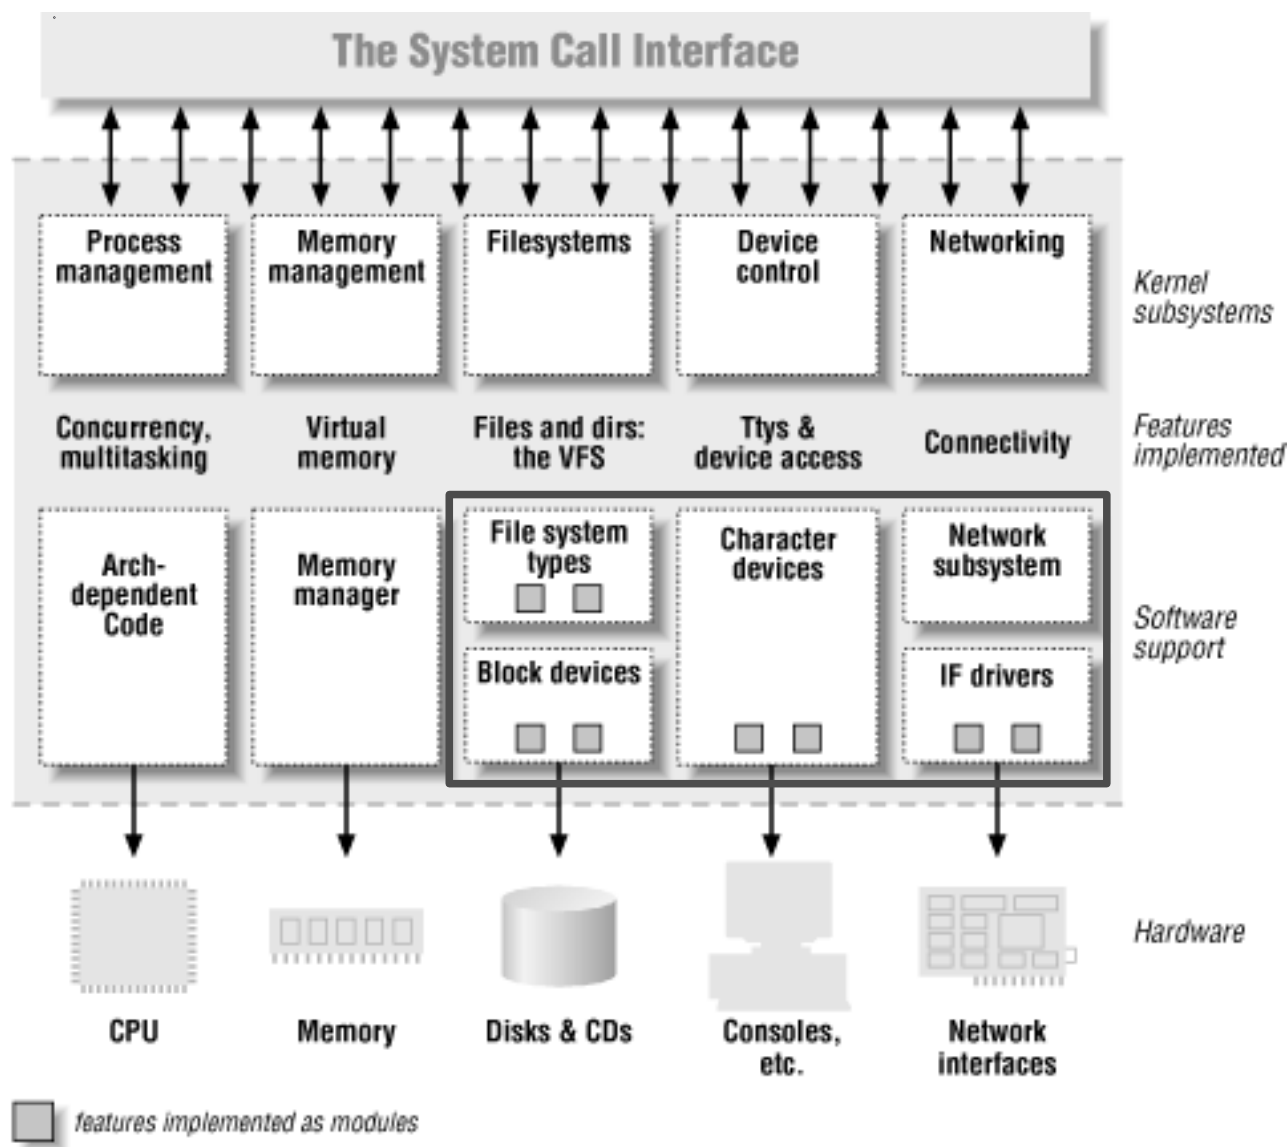 The System Call Interface
Process
management
Memory
management
Filesystems
Device
control
Networking
Kernel
subsystems
Concurrency,
multitasking
Virtual
memory
Files and dirs:
the VFS
Ttys &
device access
Connectivity
Features
implemented
Arch-
dependent
Code
Memory
manager
File system
types
Block devices
Character
devices
Network
subsystem
IF drivers
Software
support
CPU
Memory
Disks & CDs
Consoles,
etc.
Network
interfaces
Hardware
features implemented as modules